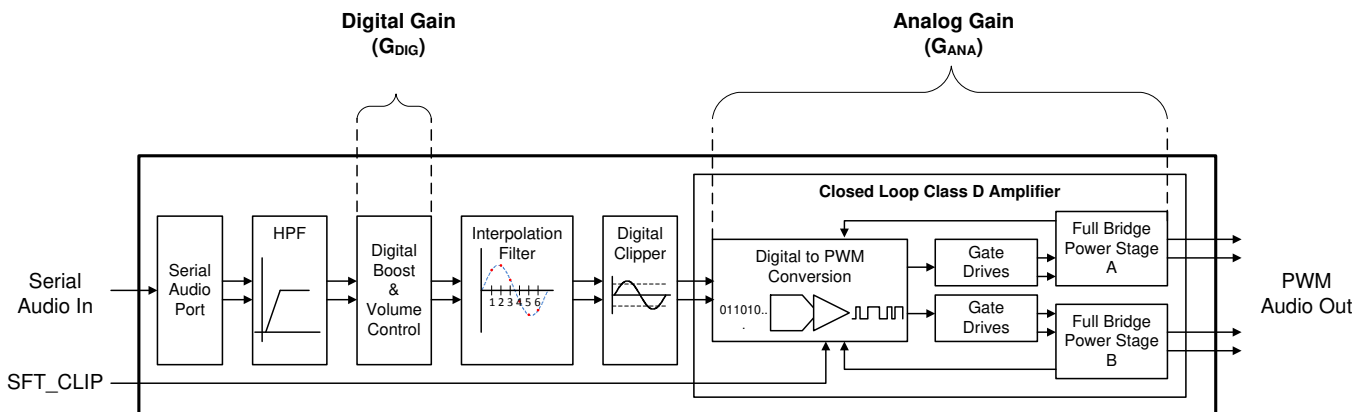 Digital Gain
(GDIG)
Analog Gain
(GANA)
Closed Loop Class D Amplifier
Serial
Audio In
Serial
Audio
Port
HPF
Digital
Boost
&
Volume
Control
Interpolation
Filter
1 2 3 4 5 6
Digital
Clipper
Digital to PWM
Conversion
011010..
.
Gate
Drives
Gate
Drives
Full Bridge
Power Stage
A
Full Bridge
Power Stage
B
PWM
Audio Out
SFT_CLIP